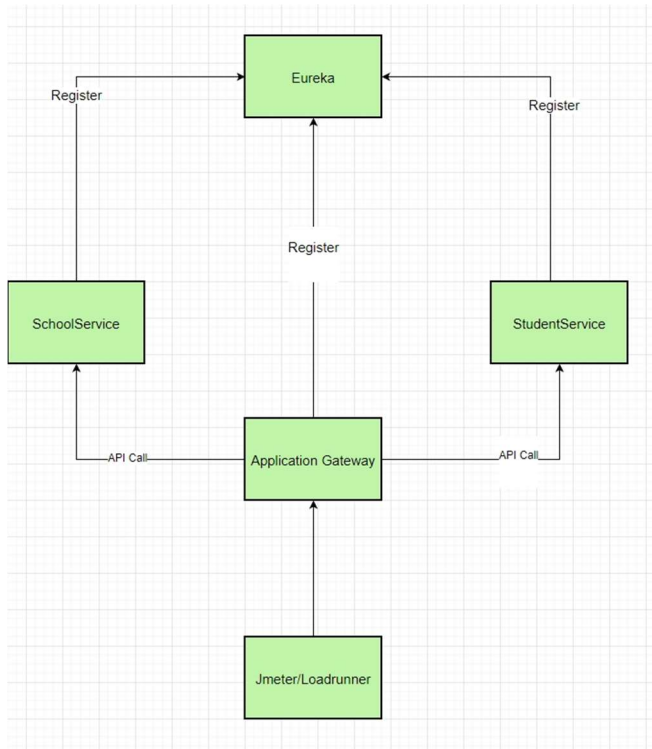 Eureka
Register
Register
Register
SchoolService
StudentService
API Call
Application Gateway
API Call
Jmeter/Loadrunner